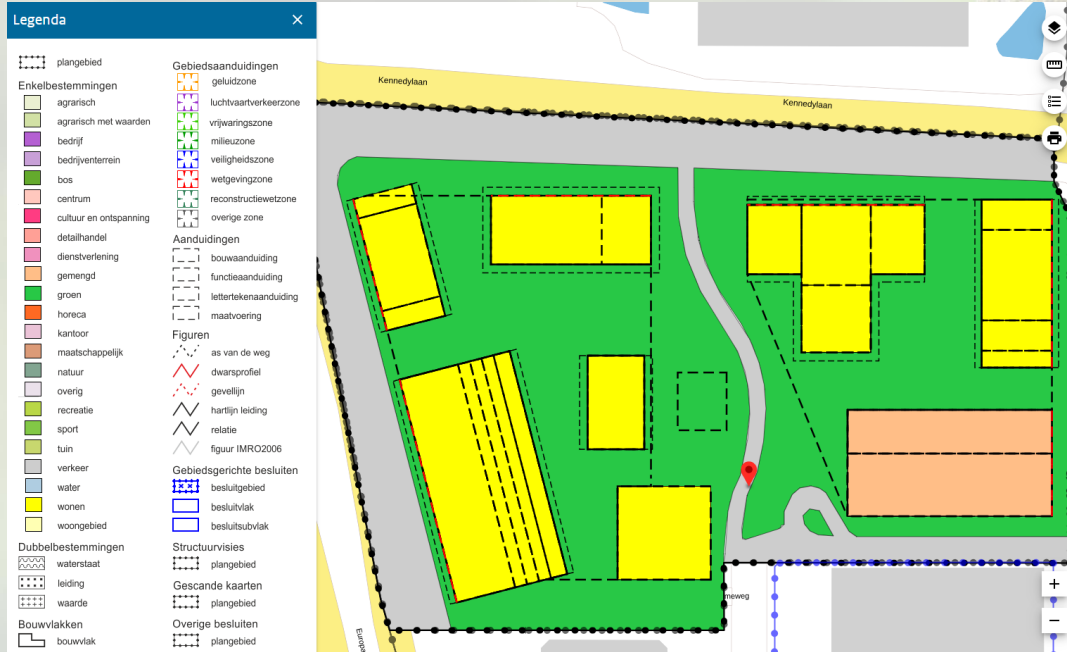 Legenda
plangebied
Enkelbestemmingen
agrarisch
agrarisch met waarden
bedrijf
bedrijventerrein
bos
centrum
cultuur en ontspanning
detailhandel
dienstverlening
gemengd
groen
horeca
kantoor
maatschappelijk
natuur
overig
recreatie
sport
tuin
verkeer
water
wonen
woongebied
Dubbelbestemmingen
waterstaat
leiding
waarde
Bouwvlakken
bouwvlak
Gebiedsaanduidingen
geluidzone
luchtvaartverkeerzone
vrijwaringszone
milieuzone
veiligheidszone
wetgevingzone
reconstructiewetzone
overige zone
Aanduidingen
bouwaanduiding
functieaanduiding
lettertekenaanduiding
maatvoering
Figuren
as van de weg
dwarsprofiel
gevellijn
hartlijn leiding
relatie
figuur IMRO2006
Gebiedsgerichte besluiten
besluitgebied
besluitvlak
besluitsubvlak
Structuurvisies
plangebied
Gescande kaarten
plangebied
Overige besluiten
plangebied
Kennedylaan
Kennedylaan
meweg
Europa